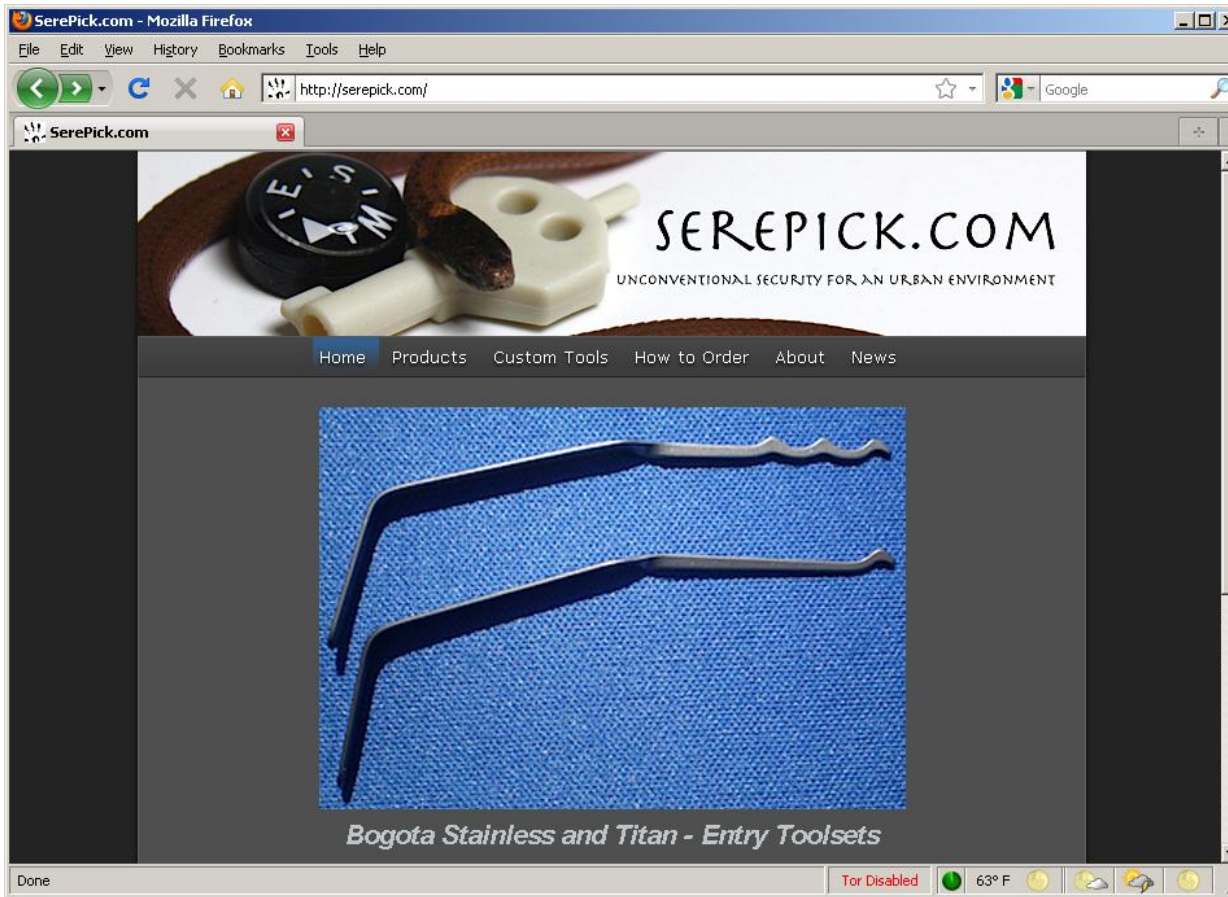 SerePick.com - Mozilla Firefox
File Edit View History Bookmarks Tools Help
http://serepick.com/
Google
SerePick.com
E S W
SEREPICK.COM
UNCONVENTIONAL SECURITY FOR AN URBAN ENVIRONMENT
Home Products Custom Tools How to Order About News
Bogota Stainless and Titan - Entry Toolsets
Done
Tor Disabled
63° F